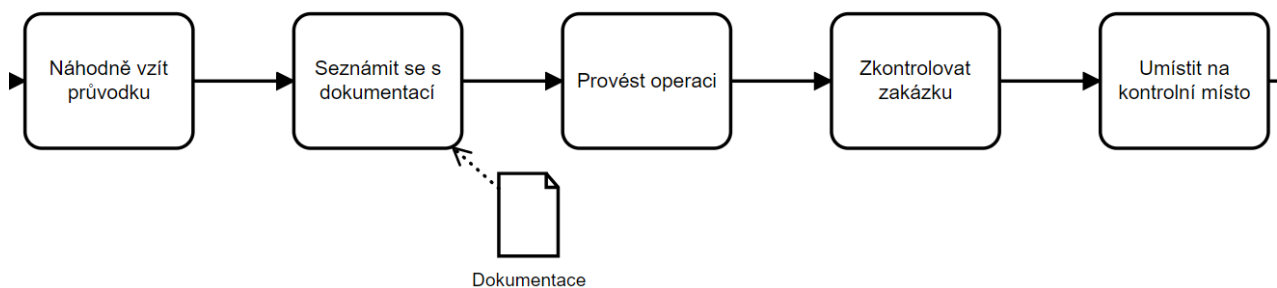 Náhodně vzít
průvodku
Seznámit se s
dokumentací
Provést operaci
Zkontrolovat
zakázku
Umístit na
kontrolní místo
Dokumentace